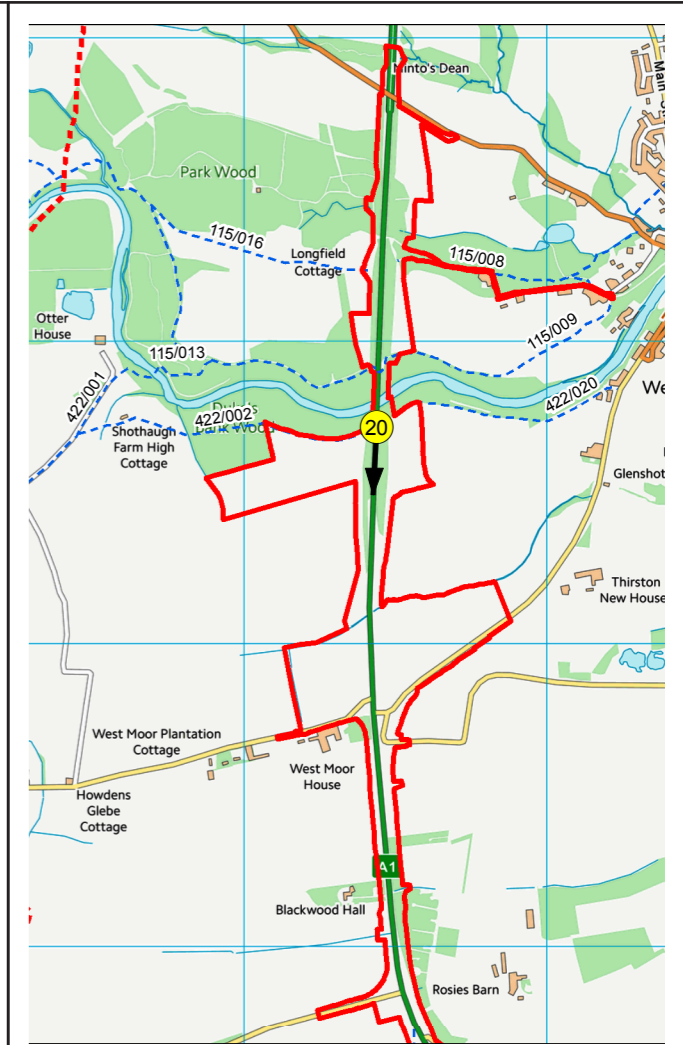 Minto's Dean
Main
Park Wood
115/016
115/008
Longfield
Cottage
Otter
House
115/009
115/013
422/001
422/020
422/002
We
Shothaugh
Farm High
Cottage
20
Glenshot
Thirston
New House
West Moor Plantation
Cottage
West Moor
House
Howdens
Glebe
Cottage
A1
Blackwood Hall
Rosies Barn